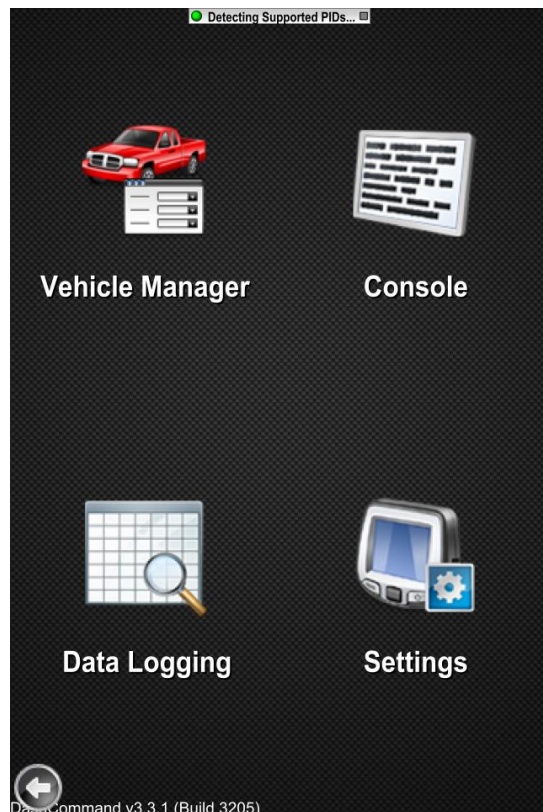 Detecting Supported PIDs...
Vehicle Manager
Console
Data Logging
Settings
Command v3.3.1 (Build 3205)